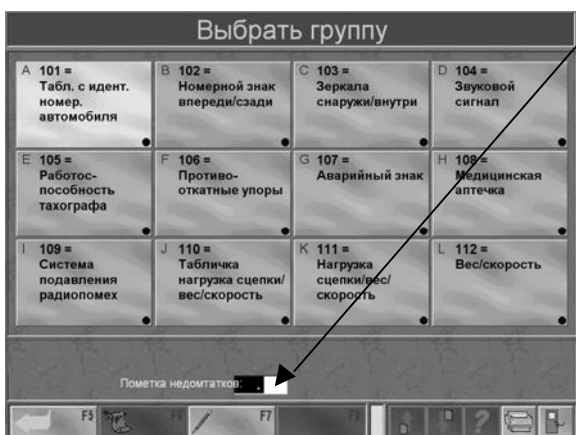 Выбрать группу
A 101 =
Табл. с идент.
номер.
автомобиля
B 102 =
Номерной знак
впереди/сзади
C 103 =
Зеркала
снаружи/внутри
D 104 =
Звуковой
сигнал
E 105 =
Работос-
пособность
тахографа
F 106 =
Противо-
откатные упоры
G 107 =
Аварийный знак
H 108 =
Медицинская
аптечка
I 109 =
Система
подавления
радиопомех
J 110 =
Табличка
нагрузка сцепки/
вес/скорость
K 111 =
Нагрузка
сцепки/вес/
скорость
L 112 =
Вес/скорость
Пометка недомтатков: .
F5 F6 F7 F8 ?